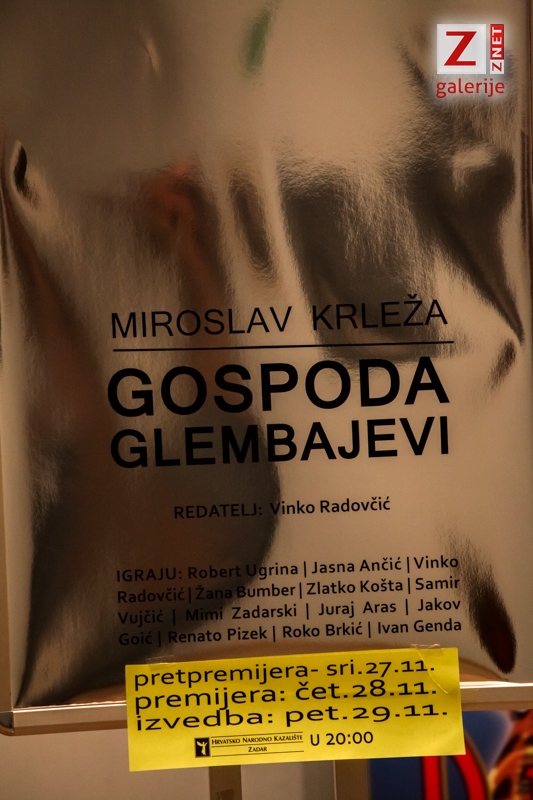 Z ZNET
galerije
MIROSLAV KRLEŽA
GOSPODA
GLEMBAJEVI
REDATELJ: Vinko Radovčić
IGRAJU: Robert Ugrina | Jasna Ančić | Vinko
Radovčić | Žana Bumber | Zlatko Košta | Samir
Vujčić | Mimi Zadarski | Juraj Aras | Jakov
Goić | Renato Pizek | Roko Brkić | Ivan Genda
pretpremijera- sri.27.11.
premijera: čet.28.11.
izvedba: pet.29.11.
HRVATSKO NARODNO KAZALIŠTE
ZADAR
U 20:00